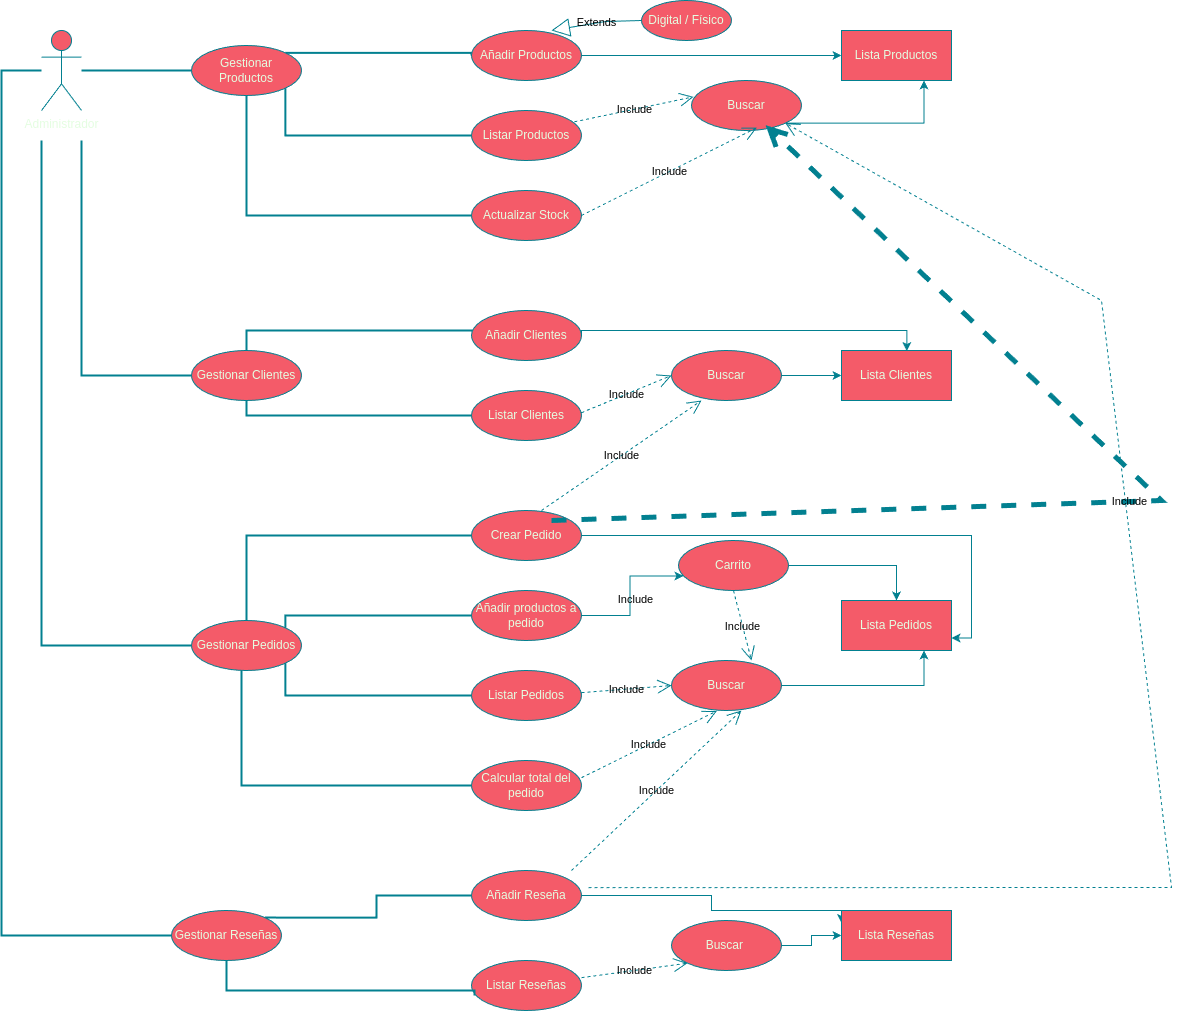 Extends
Digital / Físico
Gestionar
Productos
Añadir Productos
Lista Productos
Administrador
Include
Buscar
Listar Productos
Include
Actualizar Stock
Añadir Clientes
Gestionar Clientes
Buscar
Lista Clientes
Include
Listar Clientes
Include
Include
Crear Pedido
Carrito
Añadir productos a
pedido
Include
Lista Pedidos
Include
Gestionar Pedidos
Include
Buscar
Listar Pedidos
Include
Calcular total del
pedido
Include
Añadir Reseña
Gestionar Reseñas
Buscar
Lista Reseñas
Include
Listar Reseñas